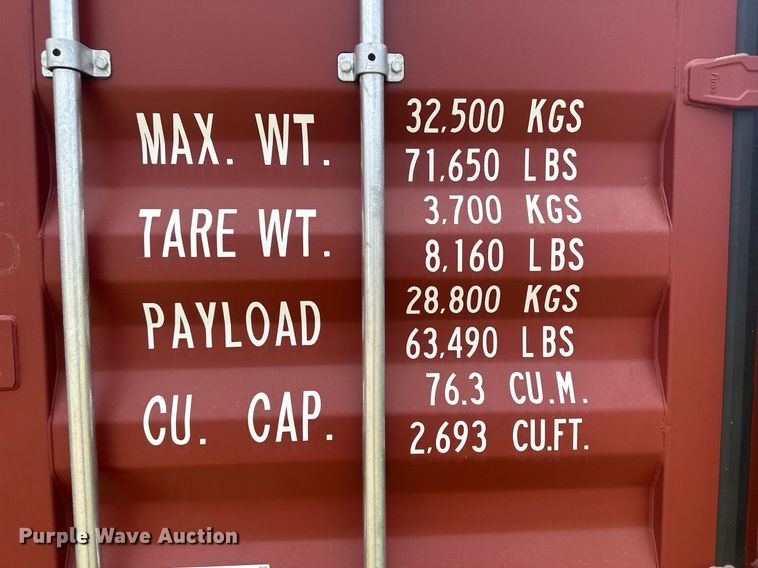 MAX. WT. 32,500 KGS
71,650 LBS
TARE WT. 3,700 KGS
8,160 LBS
PAYLOAD 28,800 KGS
63,490 LBS
CU. CAP. 76.3 CU.M.
2,693 CU.FT.
Purple Wave Auction